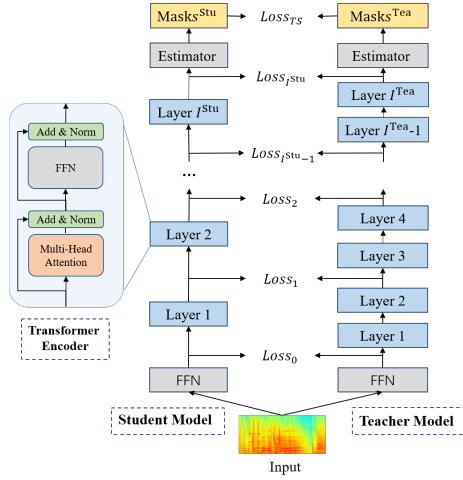 Masks^Stu
Loss_TS
Masks^Tea
Estimator
Estimator
Loss_I^Stu
Layer I^Stu
Layer I^Tea
Layer I^Tea-1
Loss_I^Stu-1
...
Add & Norm
FFN
Add & Norm
Multi-Head
Attention
Transformer
Encoder
Loss_2
Layer 4
Layer 2
Layer 3
Loss_1
Layer 2
Layer 1
Layer 1
Loss_0
FFN
FFN
Student Model
Teacher Model
Input